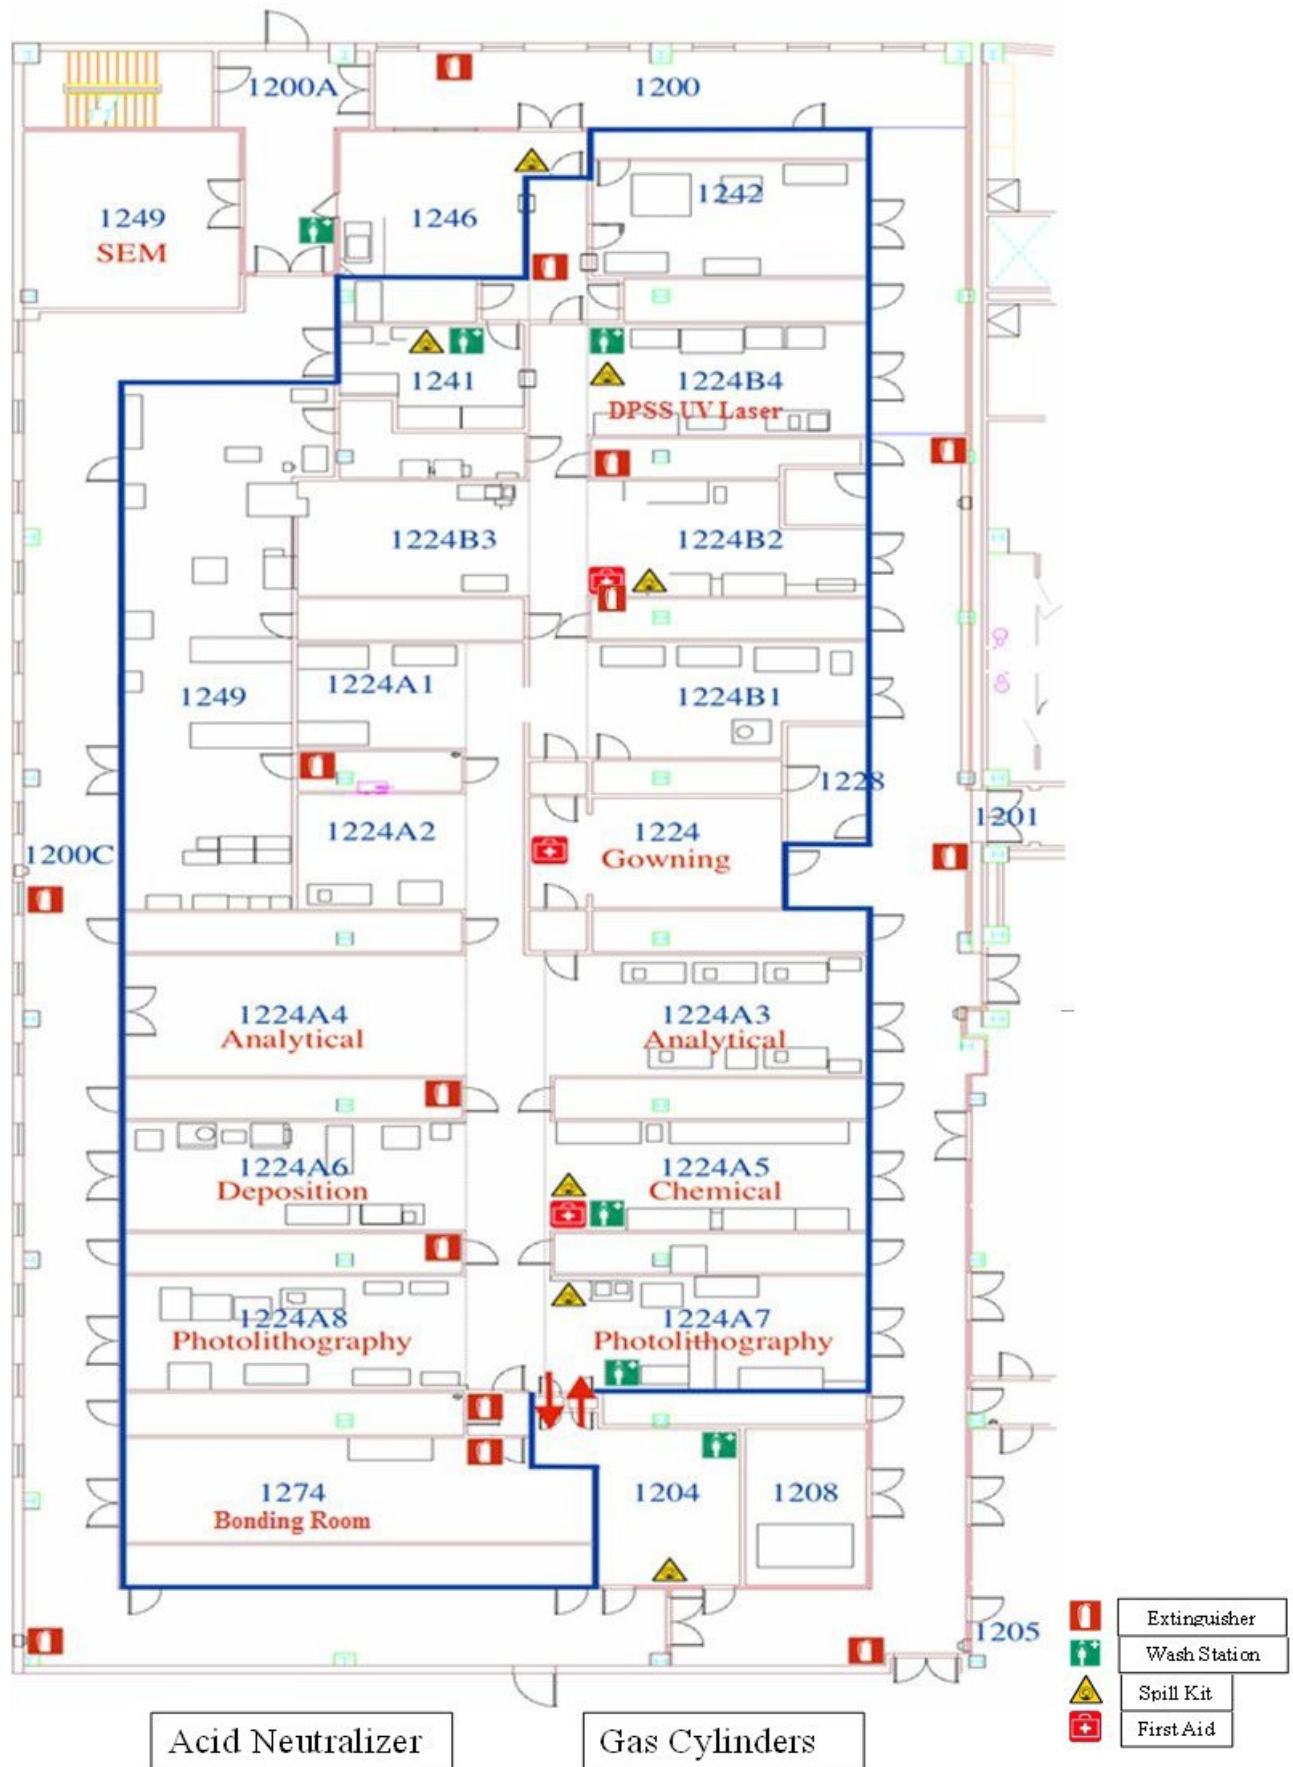 1200A
1200
1242
1249
SEM
1246
1241
1224B4
DPSS UV Laser
1224B3
1224B2
1224A1
1249
1224B1
1228
1201
1224A2
1224
Gowning
1200C
1224A4
Analytical
1224A3
Analytical
1224A6
Deposition
1224A5
Chemical
1224A8
Photolithography
1224A7
Photolithography
1274
Bonding Room
1204
1208
1205
Extinguisher
Wash Station
Spill Kit
First Aid
Acid Neutralizer
Gas Cylinders